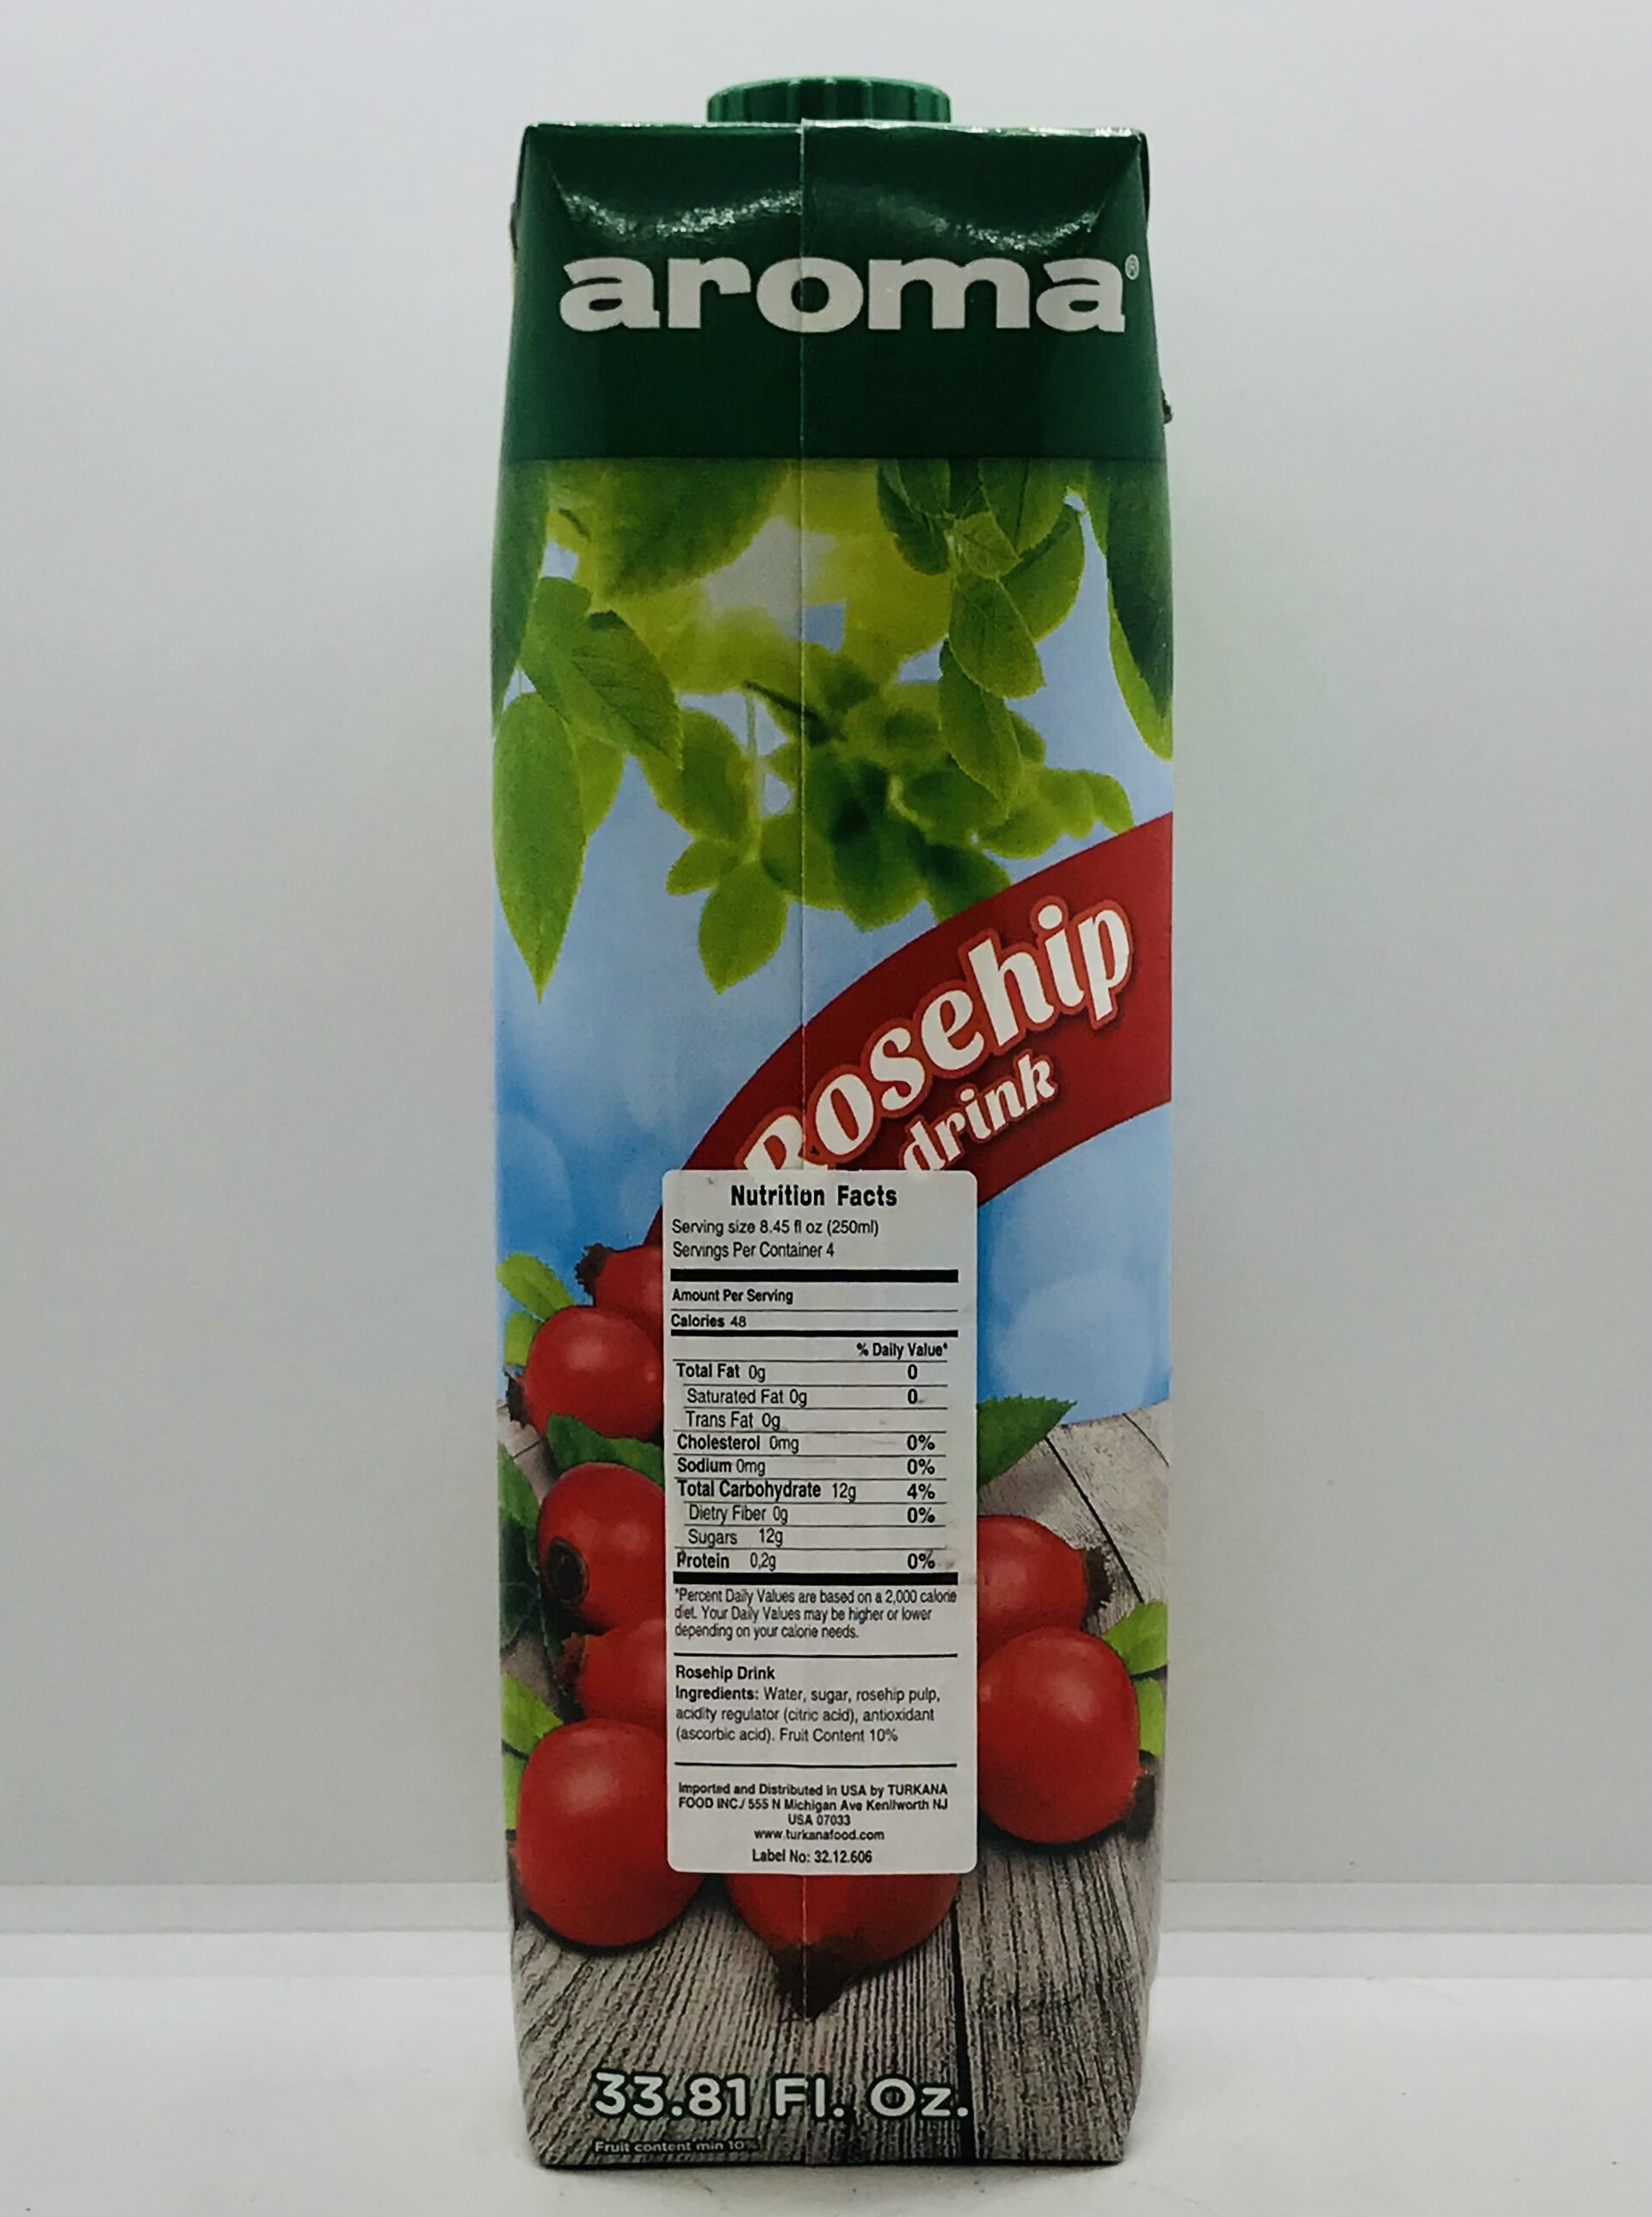 aroma®
Rosehip
drink
Nutrition Facts
Serving size 8.45 fl oz (250ml)
Servings Per Container 4
Amount Per Serving
Calories 48
% Daily Value*
Total Fat 0g 0
Saturated Fat 0g 0
Trans Fat 0g
Cholesterol 0mg 0%
Sodium 0mg 0%
Total Carbohydrate 12g 4%
Dietry Fiber 0g 0%
Sugars 12g
Protein 0,2g 0%
*Percent Daily Values are based on a 2,000 calorie
diet. Your Daily Values may be higher or lower
depending on your calorie needs.
Rosehip Drink
Ingredients: Water, sugar, rosehip pulp,
acidity regulator (citric acid), antioxidant
(ascorbic acid). Fruit Content 10%
Imported and Distributed in USA by TURKANA
FOOD INC./ 555 N Michigan Ave Kenilworth NJ
USA 07033
www.turkanafood.com
Label No: 32.12.606
33.81 Fl. Oz.
Fruit content min 10%